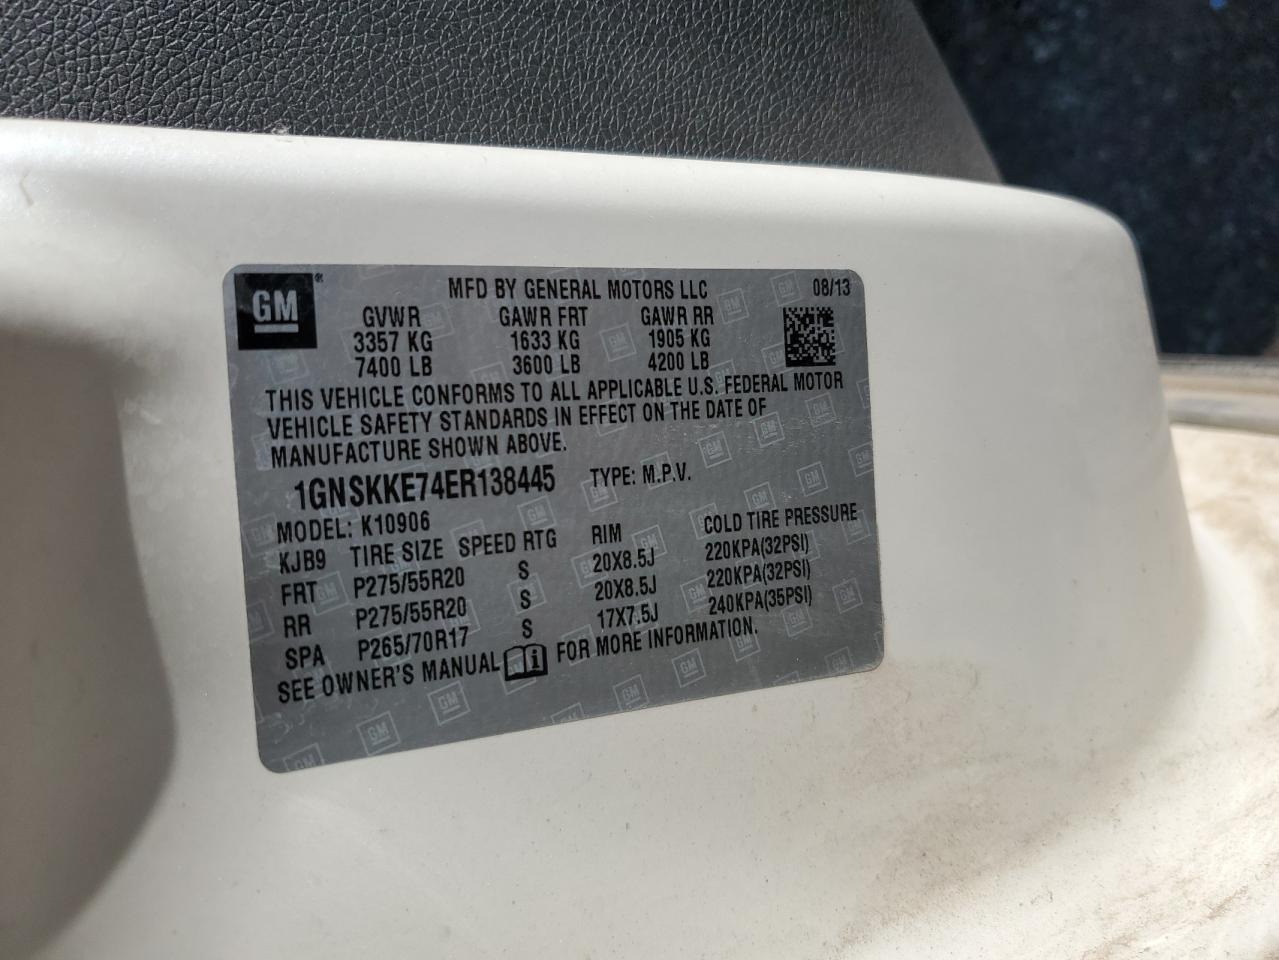 GM ®
MFD BY GENERAL MOTORS LLC 08/13
GVWR GAWR FRT GAWR RR
3357 KG 1633 KG 1905 KG
7400 LB 3600 LB 4200 LB
THIS VEHICLE CONFORMS TO ALL APPLICABLE U.S. FEDERAL MOTOR
VEHICLE SAFETY STANDARDS IN EFFECT ON THE DATE OF
MANUFACTURE SHOWN ABOVE.
1GNSKKE74ER138445 TYPE: M.P.V.
MODEL: K10906
KJB9 TIRE SIZE SPEED RTG RIM COLD TIRE PRESSURE
FRT P275/55R20 S 20X8.5J 220KPA(32PSI)
RR P275/55R20 S 20X8.5J 220KPA(32PSI)
SPA P265/70R17 S 17X7.5J 240KPA(35PSI)
SEE OWNER'S MANUAL i FOR MORE INFORMATION.